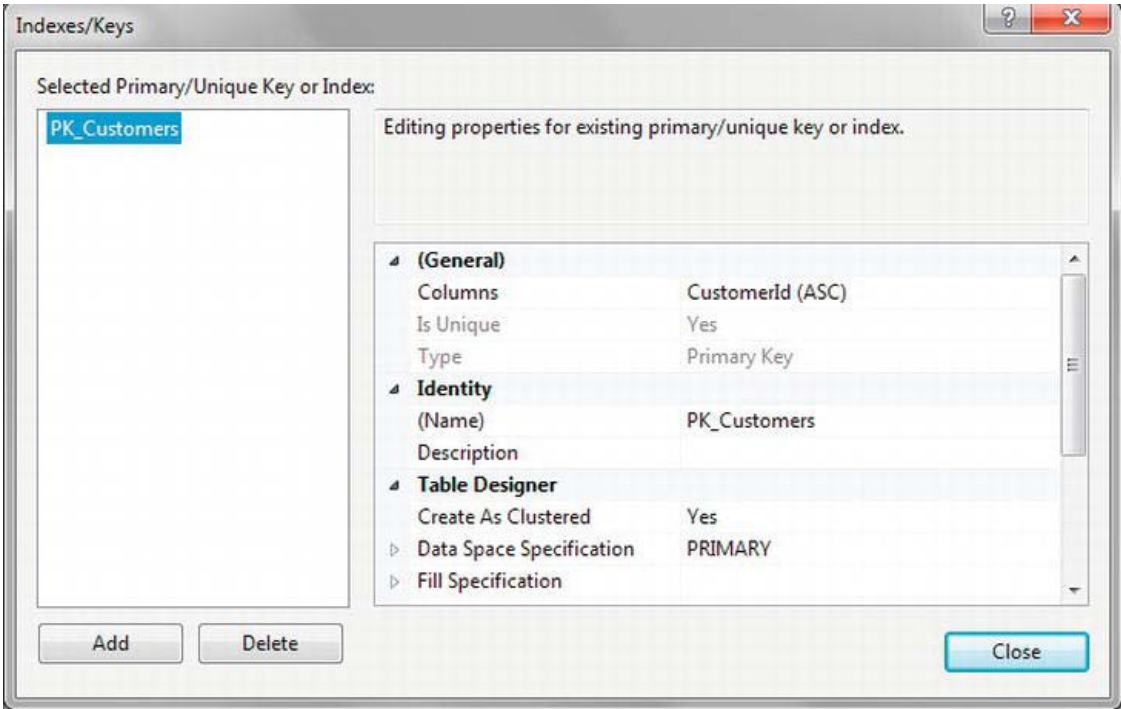 Indexes/Keys
Selected Primary/Unique Key or Index:
PK_Customers
Editing properties for existing primary/unique key or index.
(General)
Columns CustomerId (ASC)
Is Unique Yes
Type Primary Key
Identity
(Name) PK_Customers
Description
Table Designer
Create As Clustered Yes
Data Space Specification PRIMARY
Fill Specification
Add Delete
Close